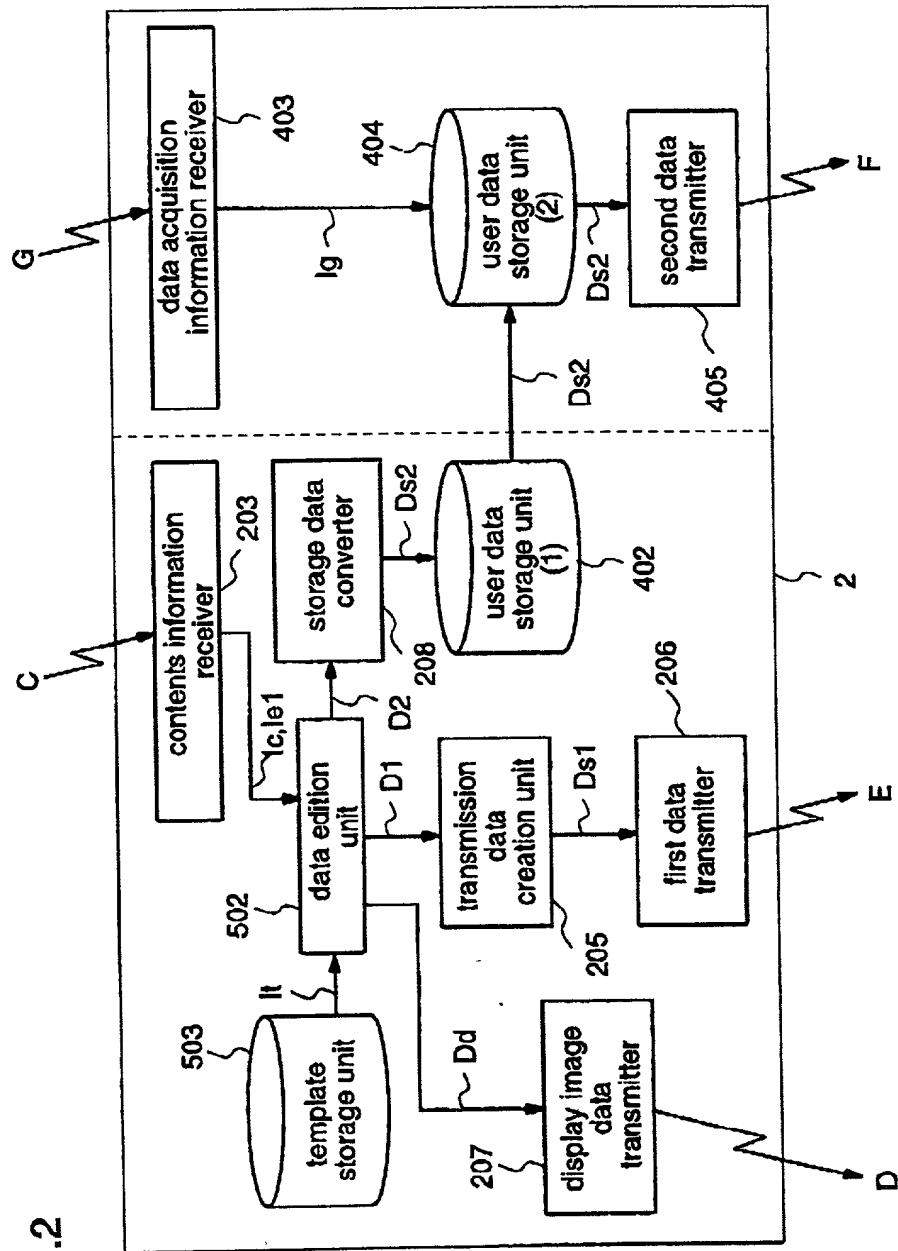 .2
G
data acquisition
information receiver
403
Ig
404
user data
storage unit
(2)
Ds2
second data
transmitter
405
F
Ds2
C
contents information
receiver
203
Ic,Ie1
storage data
converter
208
Ds2
user data
storage unit
(1)
402
D2
502
data edition
unit
D1
transmission
data
creation unit
205
Ds1
206
first data
transmitter
E
2
503
template
storage unit
It
Dd
207
display image
data
transmitter
D